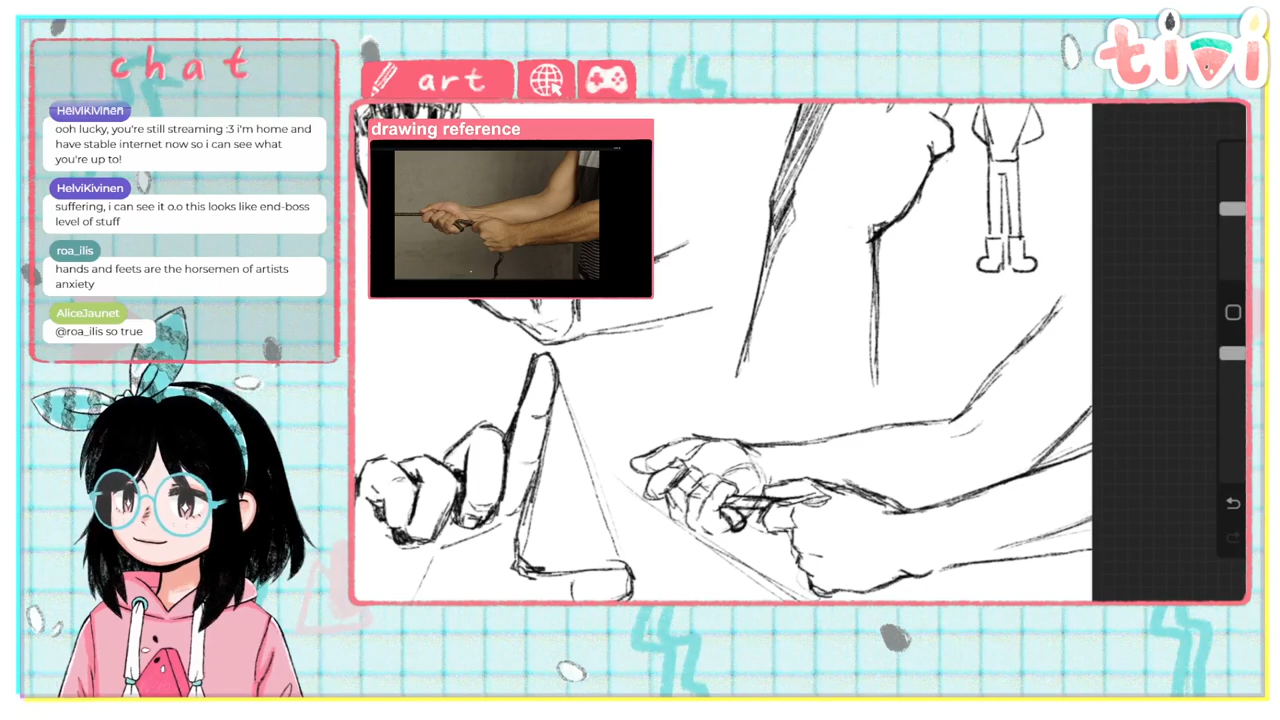 chat
HelviKivinen
ooh lucky, you're still streaming :3 i'm home and
have stable internet now so i can see what
you're up to!
HelviKivinen
suffering, i can see it o.o this looks like end-boss
level of stuff
roa_ilis
hands and feets are the horsemen of artists
anxiety
AliceJaunet
@roa_ilis so true
art
drawing reference
tivi